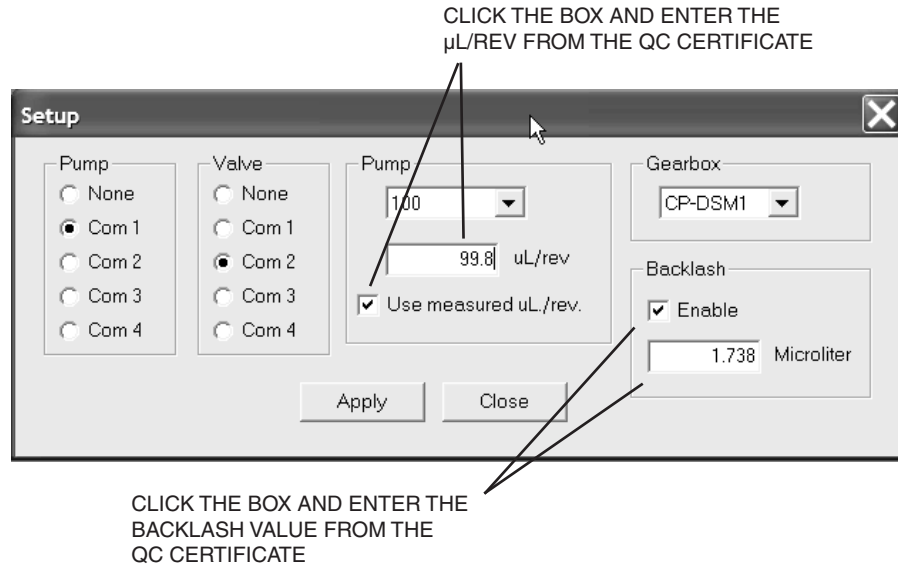 CLICK THE BOX AND ENTER THE
µL/REV FROM THE QC CERTIFICATE
Setup
Pump
None
Com 1
Com 2
Com 3
Com 4
Valve
None
Com 1
Com 2
Com 3
Com 4
Pump
100
99.8 uL/rev
Use measured uL./rev.
Gearbox
CP-DSM1
Backlash
Enable
1.738 Microliter
Apply
Close
CLICK THE BOX AND ENTER THE
BACKLASH VALUE FROM THE
QC CERTIFICATE